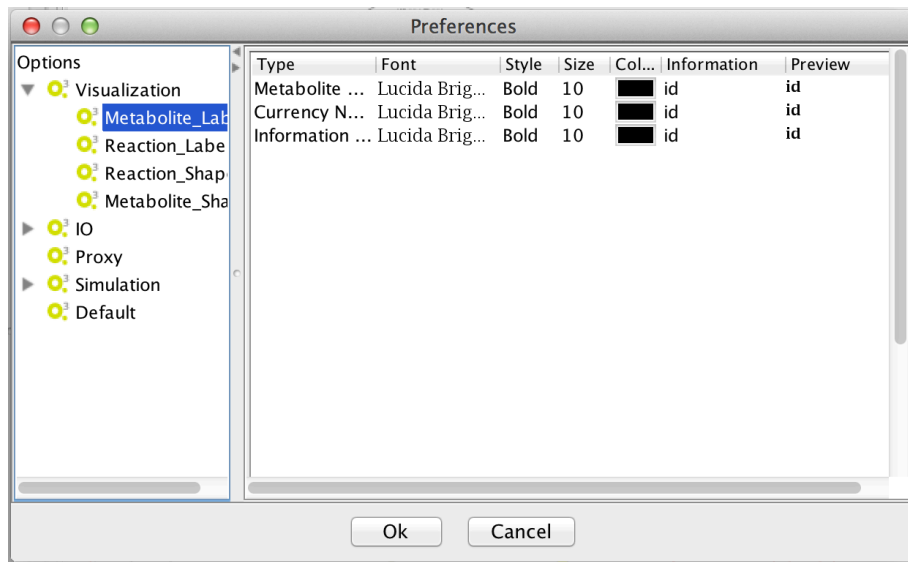 Preferences
Options
Visualization
Metabolite_Lab
Reaction_Labe
Reaction_Shap
Metabolite_Sha
IO
Proxy
Simulation
Default
Type Font Style Size Col... Information Preview
Metabolite ... Lucida Brig... Bold 10 id id
Currency N... Lucida Brig... Bold 10 id id
Information ... Lucida Brig... Bold 10 id id
Ok Cancel